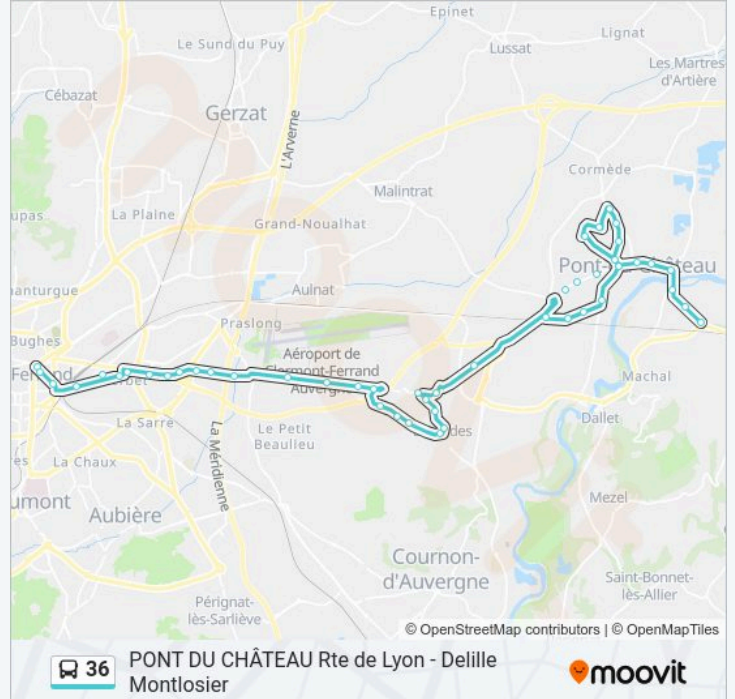 Epinet
Le Sund du Puy
Lignat
Lussat
Les Martres
d'Artière
Cébazat
Gerzat
L'Arverne
Cormède
Malintrat
La Plaine
Grand-Noualhat
Pont-
âteau
Aulnat
Praslong
Bughes
Aéroport de
Clermont-Ferrand
Auvergne
Machal
La Sarre
Le Petit
Beaulieu
Dallet
La Méridienne
La Chaux
Mezel
Aubière
Cournon-
d'Auvergne
Saint-Bonnet-
lès-Allier
Pérignat-
lès-Sarliève
© OpenStreetMap contributors | © OpenMapTiles
36 PONT DU CHÂTEAU Rte de Lyon - Delille
Montlosier
moovit